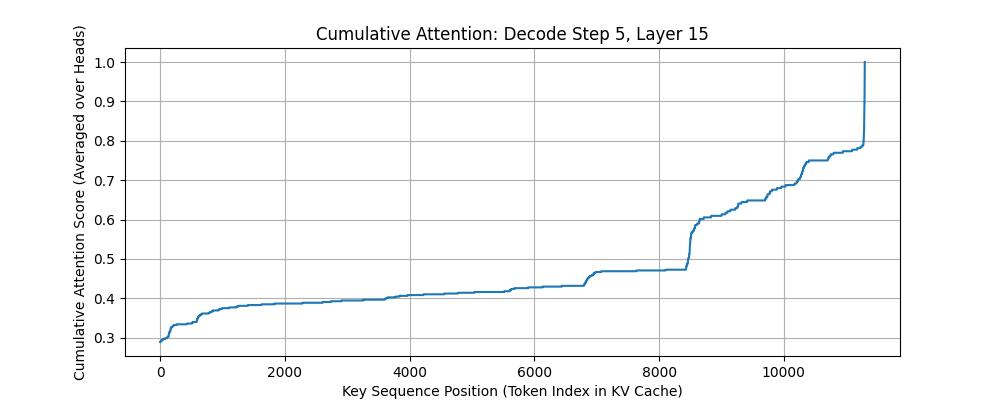 Cumulative Attention: Decode Step 5, Layer 15
Cumulative Attention Score (Averaged over Heads)
1.0
0.9
0.8
0.7
0.6
0.5
0.4
0.3
0 2000 4000 6000 8000 10000
Key Sequence Position (Token Index in KV Cache)